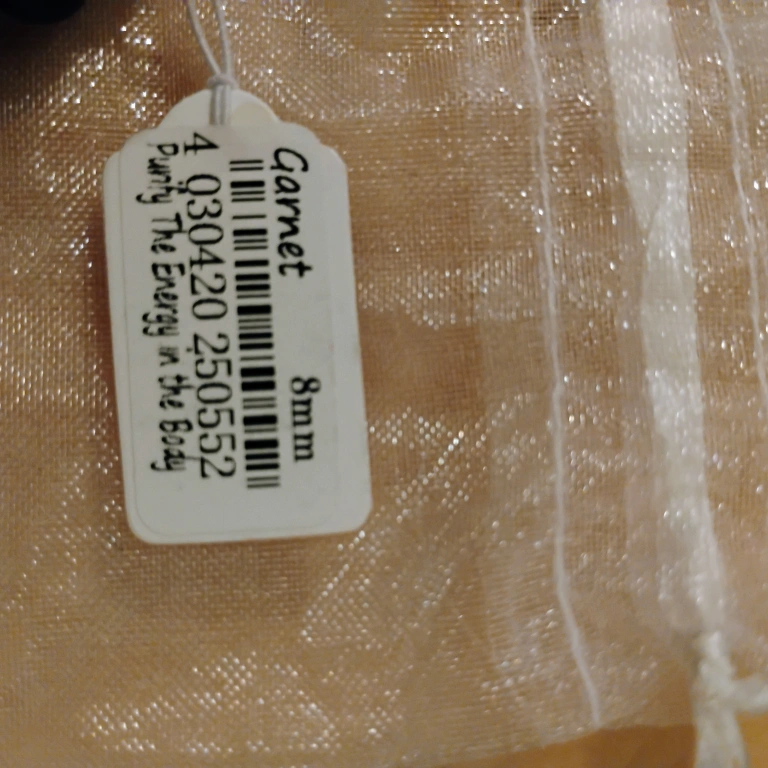 Garnet
8mm
4 030420 250552
Purify The Energy in the Body